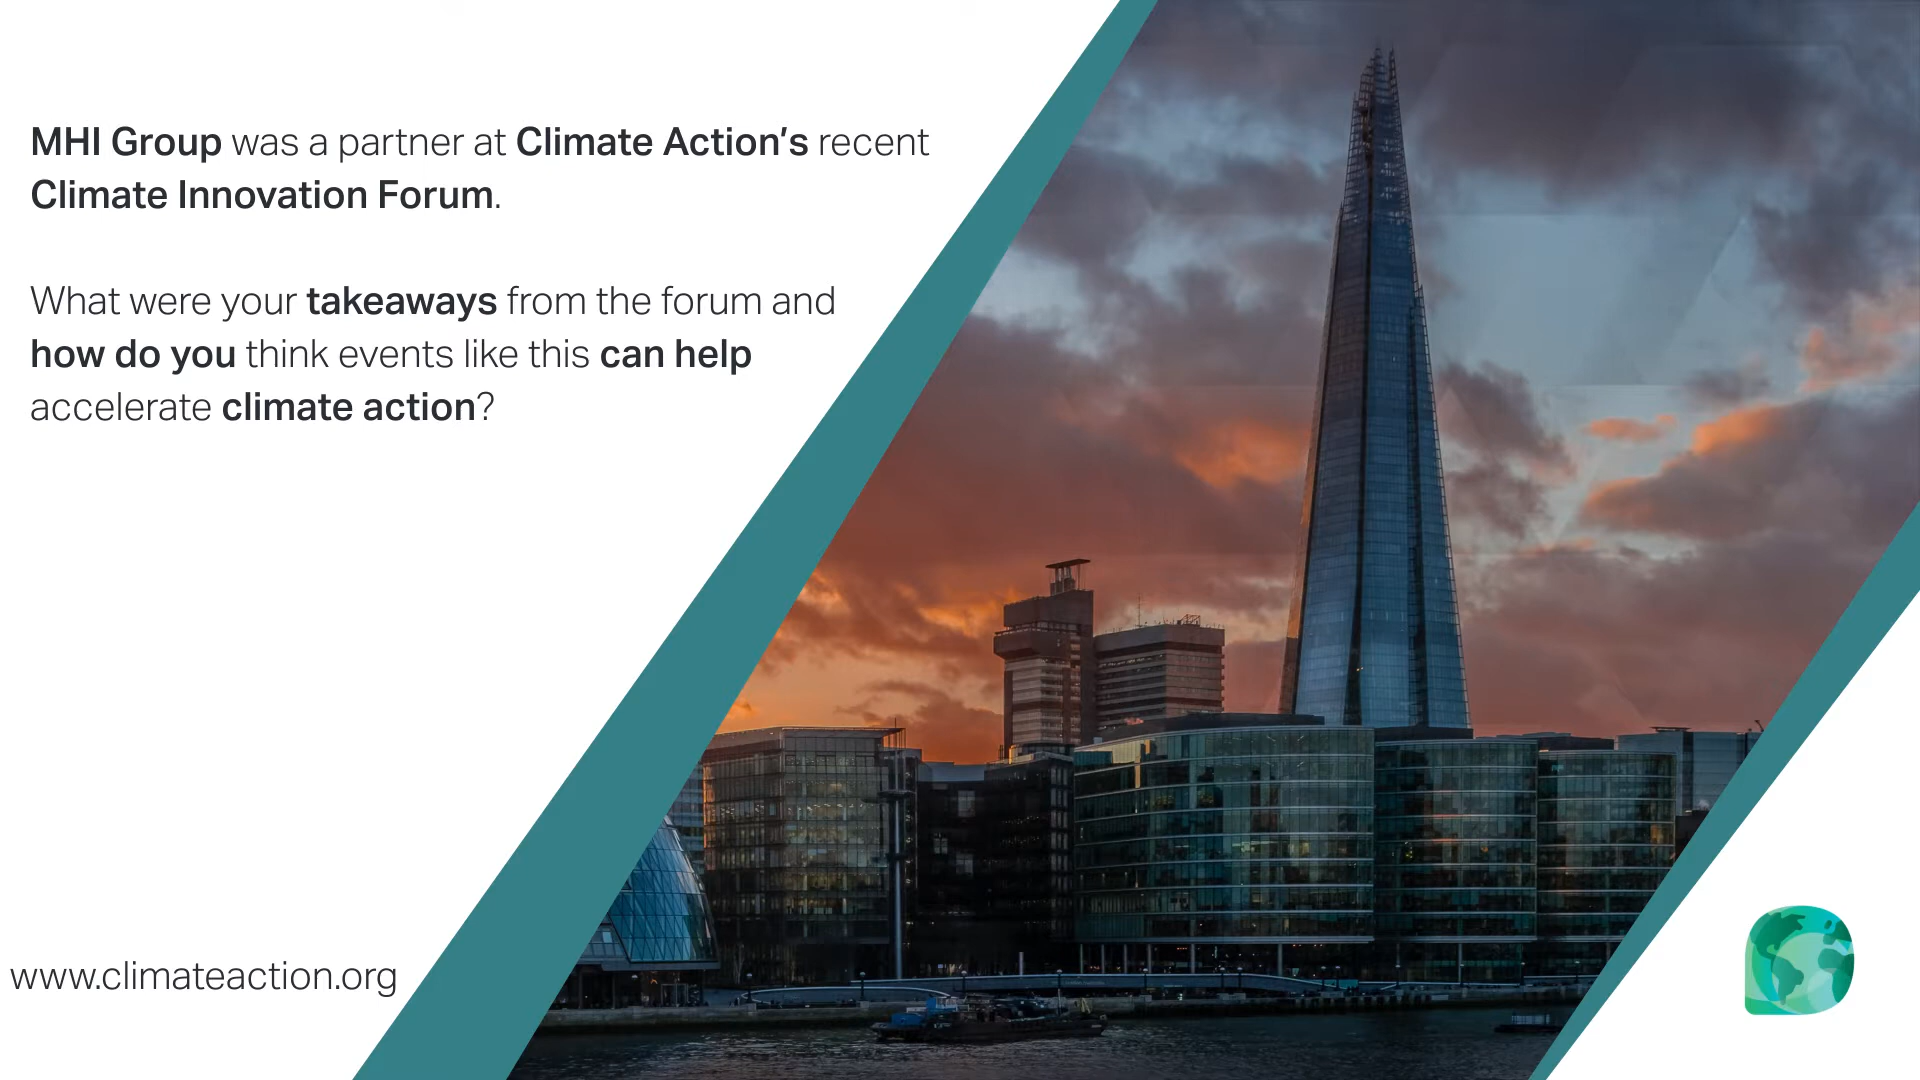 MHI Group was a partner at Climate Action’s recent
Climate Innovation Forum.
What were your takeaways from the forum and
how do you think events like this can help
accelerate climate action?
www.climateaction.org